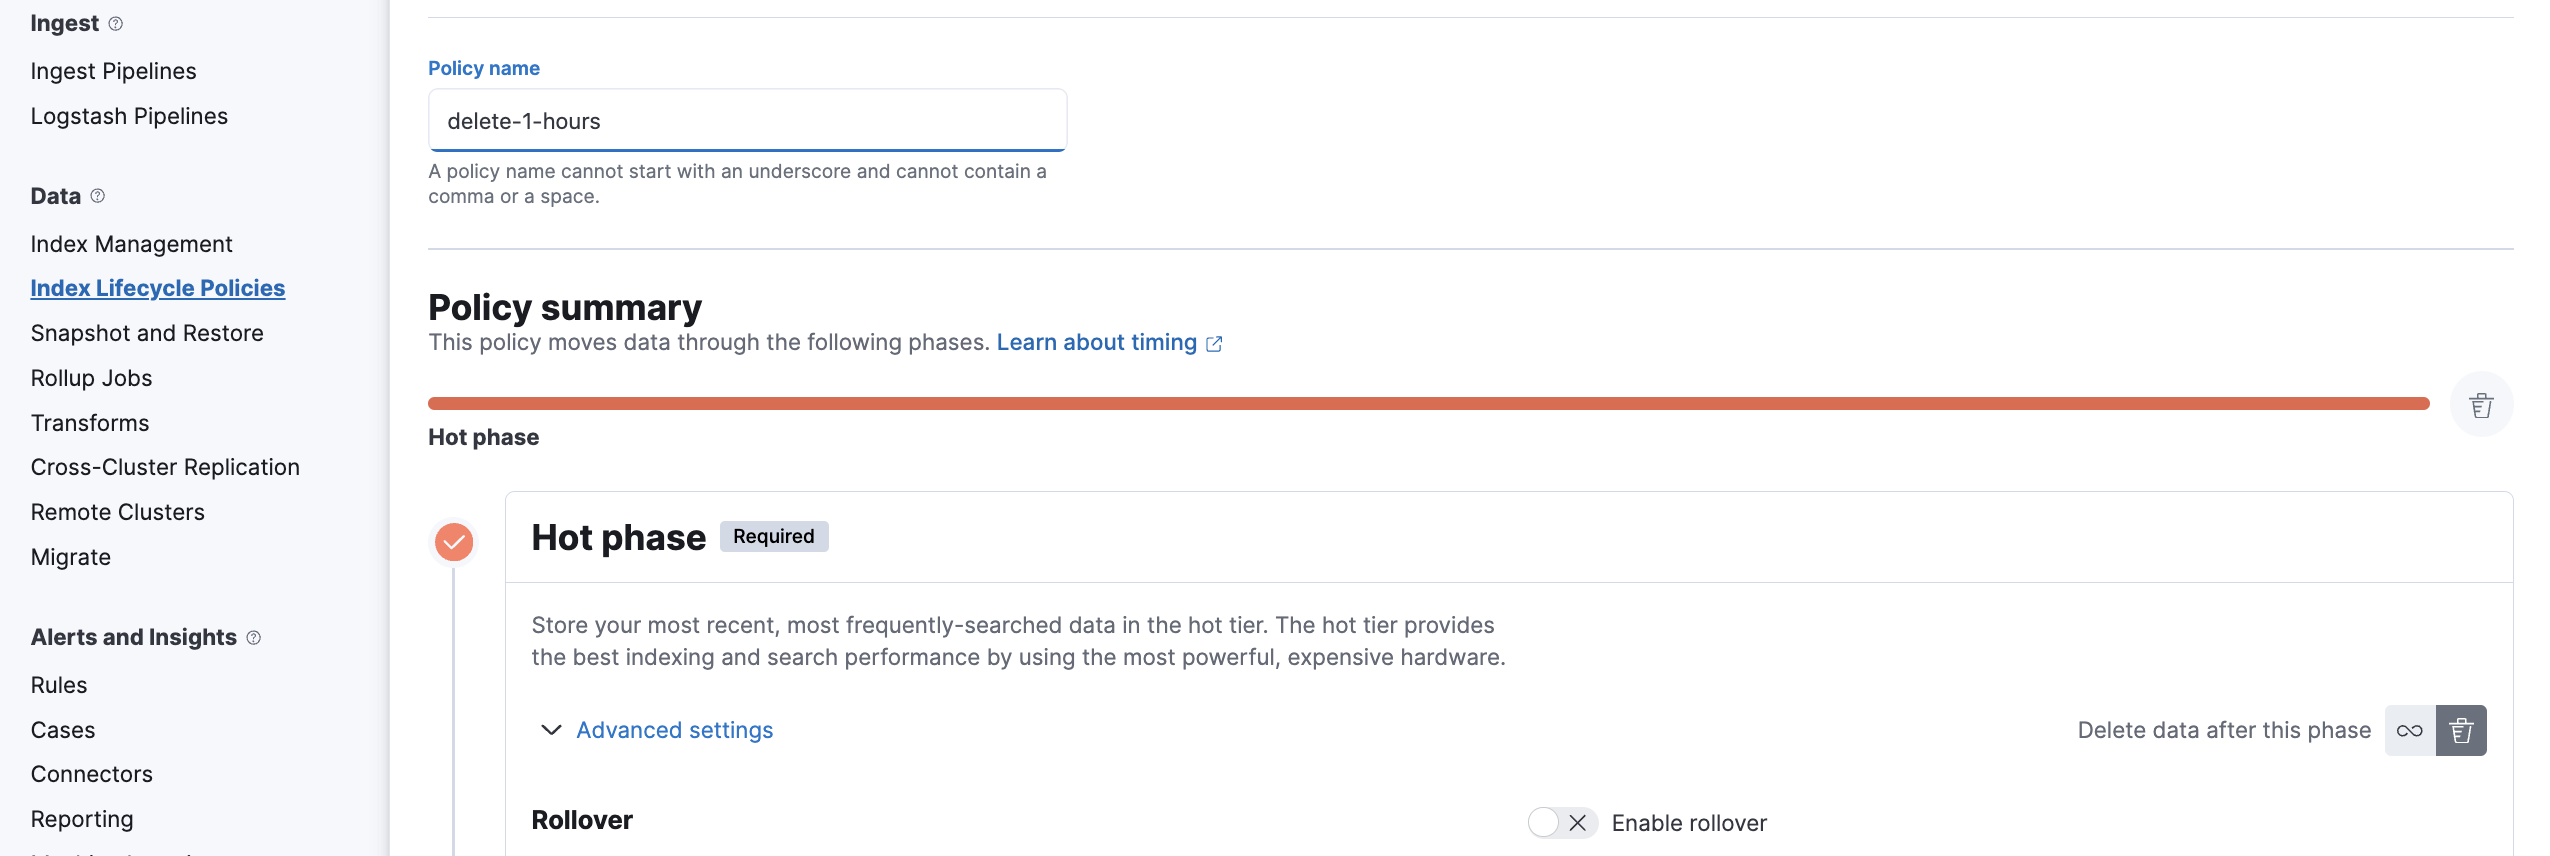 Ingest
Ingest Pipelines
Logstash Pipelines
Data
Index Management
Index Lifecycle Policies
Snapshot and Restore
Rollup Jobs
Transforms
Cross-Cluster Replication
Remote Clusters
Migrate
Alerts and Insights
Rules
Cases
Connectors
Reporting
Policy name
delete-1-hours
A policy name cannot start with an underscore and cannot contain a
comma or a space.
Policy summary
This policy moves data through the following phases. Learn about timing
Hot phase
Hot phase Required
Store your most recent, most frequently-searched data in the hot tier. The hot tier provides
the best indexing and search performance by using the most powerful, expensive hardware.
Advanced settings
Delete data after this phase
Rollover
Enable rollover